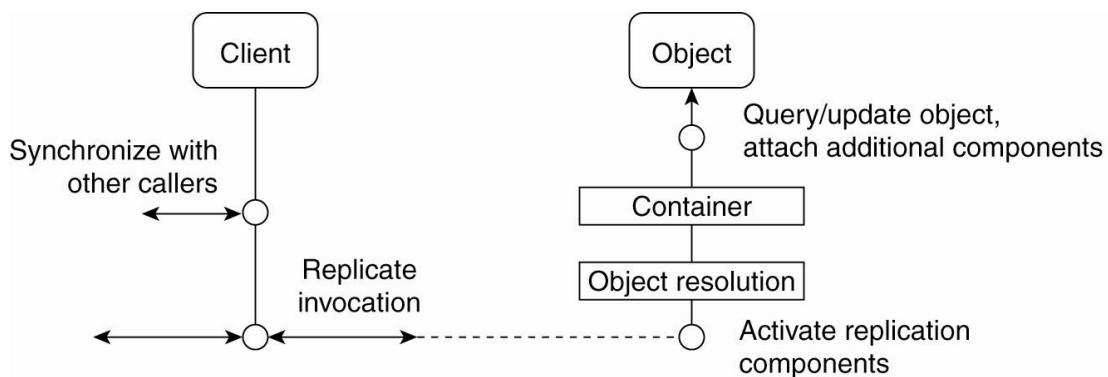 Client
Object
Query/update object,
attach additional components
Synchronize with
other callers
Container
Replicate
invocation
Object resolution
Activate replication
components